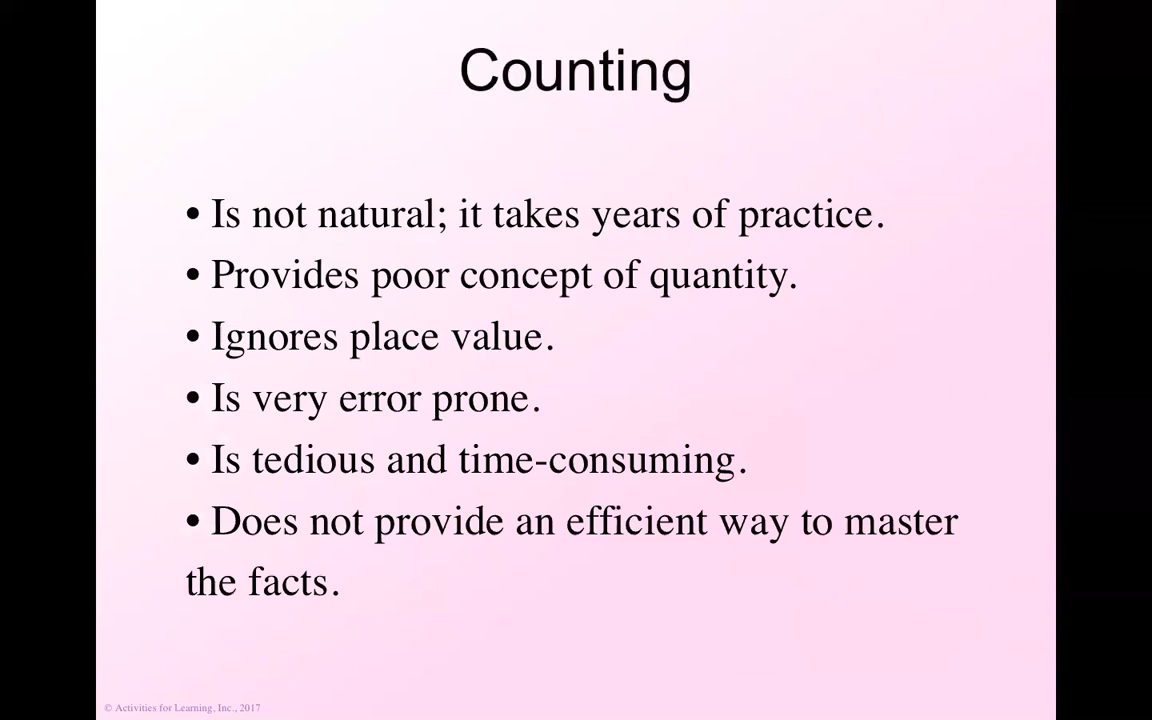 Counting
• Is not natural; it takes years of practice.
• Provides poor concept of quantity.
• Ignores place value.
• Is very error prone.
• Is tedious and time-consuming.
• Does not provide an efficient way to master
the facts.
© Activities for Learning, Inc., 2017